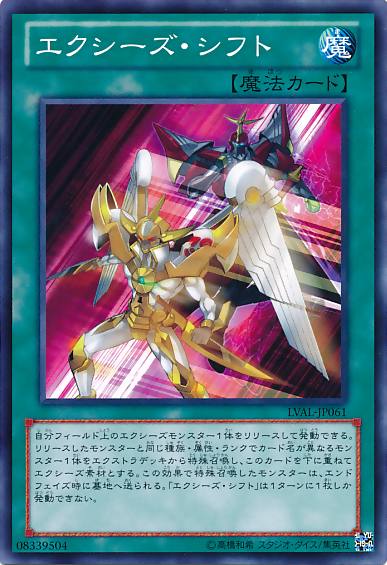 エクシーズ・シフト
魔
【魔法カード】
LVAL-JP061
自分フィールド上のエクシーズモンスター1体をリリースして発動できる。
リリースしたモンスターと同じ種族・属性・ランクでカード名が異なるモン
スター1体をエクストラデッキから特殊召喚し、このカードを下に重ねて
エクシーズ素材とする。この効果で特殊召喚したモンスターは、エンド
フェイズ時に墓地へ送られる。「エクシーズ・シフト」は1ターンに1枚しか
発動できない。
08339504
©高橋和希 スタジオ・ダイス/集英社